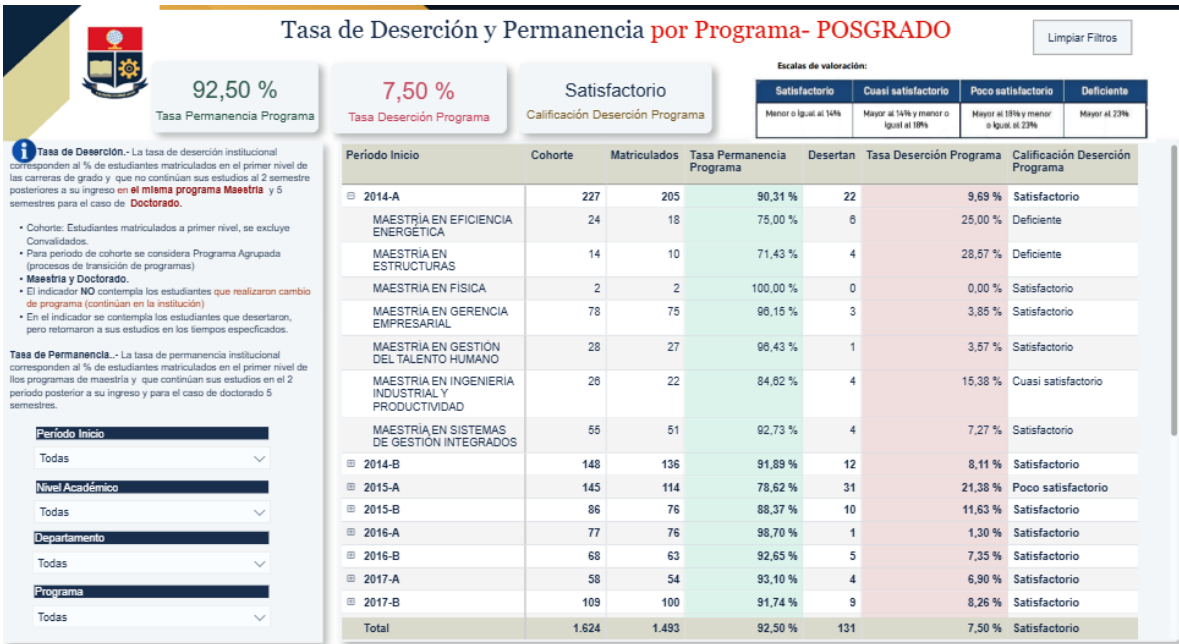 Tasa de Deserción y Permanencia por Programa- POSGRADO
Limpiar Filtros
92,50 %
Tasa Permanencia Programa
7,50 %
Tasa Deserción Programa
Satisfactorio
Calificación Deserción Programa
Escalas de valoración:
Satisfactorio Cuasi satisfactorio Poco satisfactorio Deficiente
Menor o igual al 14% Mayor al 14% y menor o igual al 18% Mayor al 18% y menor o igual al 23% Mayor al 23%
Tasa de Deserción.- La tasa de deserción institucional
corresponden al % de estudiantes matriculados en el primer nivel de
las carreras de grado y que no continúan sus estudios al 2 semestre
posteriores a su ingreso en el misma programa Maestria y 5
semestres para el caso de Doctorado.
• Cohorte: Estudiantes matriculados a primer nivel, se excluye
Convalidados.
• Para periodo de cohorte se considera Programa Agrupada
(procesos de transición de programas)
• Maestria y Doctorado.
• El indicador NO contempla los estudiantes que realizaron cambio
de programa (continúan en la institución)
• En el indicador se contempla los estudiantes que desertaron,
pero retornaron a sus estudios en los tiempos especficados.
Tasa de Permanencia..- La tasa de permanencia institucional
corresponden al % de estudiantes matriculados en el primer nivel de
llos programas de maestría y que continúan sus estudios en el 2
periodo posterior a su ingreso y para el caso de doctorado 5
semestres.
Período Inicio
Todas
Nivel Académico
Todas
Departamento
Todas
Programa
Todas
Período Inicio Cohorte Matriculados Tasa Permanencia Programa Desertan Tasa Deserción Programa Calificación Deserción Programa
2014-A 227 205 90,31 % 22 9,69 % Satisfactorio
MAESTRÍA EN EFICIENCIA ENERGÉTICA 24 18 75,00 % 6 25,00 % Deficiente
MAESTRÍA EN ESTRUCTURAS 14 10 71,43 % 4 28,57 % Deficiente
MAESTRÍA EN FÍSICA 2 2 100,00 % 0 0,00 % Satisfactorio
MAESTRÍA EN GERENCIA EMPRESARIAL 78 75 96,15 % 3 3,85 % Satisfactorio
MAESTRÍA EN GESTIÓN DEL TALENTO HUMANO 28 27 96,43 % 1 3,57 % Satisfactorio
MAESTRÍA EN INGENIERÍA INDUSTRIAL Y PRODUCTIVIDAD 26 22 84,62 % 4 15,38 % Cuasi satisfactorio
MAESTRÍA EN SISTEMAS DE GESTIÓN INTEGRADOS 55 51 92,73 % 4 7,27 % Satisfactorio
2014-B 148 136 91,89 % 12 8,11 % Satisfactorio
2015-A 145 114 78,62 % 31 21,38 % Poco satisfactorio
2015-B 86 76 88,37 % 10 11,63 % Satisfactorio
2016-A 77 76 98,70 % 1 1,30 % Satisfactorio
2016-B 68 63 92,65 % 5 7,35 % Satisfactorio
2017-A 58 54 93,10 % 4 6,90 % Satisfactorio
2017-B 109 100 91,74 % 9 8,26 % Satisfactorio
Total 1.624 1.493 92,50 % 131 7,50 % Satisfactorio